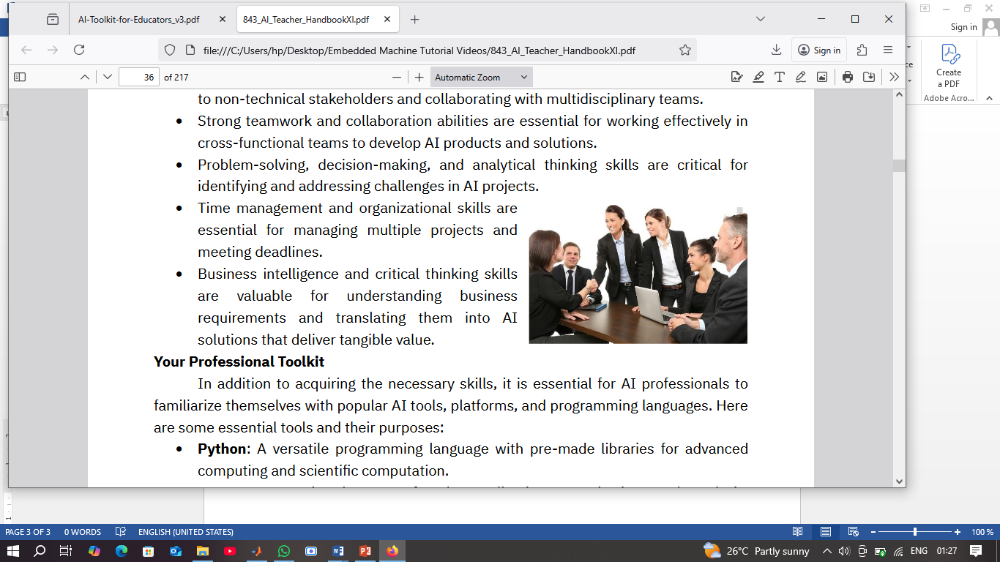 AI-Toolkit-for-Educators_v3.pdf
843_AI_Teacher_HandbookXI.pdf
Sign in
file:///C:/Users/hp/Desktop/Embedded Machine Tutorial Videos/843_AI_Teacher_HandbookXI.pdf
Sign in
36 of 217
Automatic Zoom
Create
a PDF
Adobe Acro...
to non-technical stakeholders and collaborating with multidisciplinary teams.
• Strong teamwork and collaboration abilities are essential for working effectively in
cross-functional teams to develop AI products and solutions.
• Problem-solving, decision-making, and analytical thinking skills are critical for
identifying and addressing challenges in AI projects.
• Time management and organizational skills are
essential for managing multiple projects and
meeting deadlines.
• Business intelligence and critical thinking skills
are valuable for understanding business
requirements and translating them into AI
solutions that deliver tangible value.
Your Professional Toolkit
In addition to acquiring the necessary skills, it is essential for AI professionals to
familiarize themselves with popular AI tools, platforms, and programming languages. Here
are some essential tools and their purposes:
• Python: A versatile programming language with pre-made libraries for advanced
computing and scientific computation.
PAGE 3 OF 3 0 WORDS ENGLISH (UNITED STATES) 100 %
26°C Partly sunny ENG 01:27